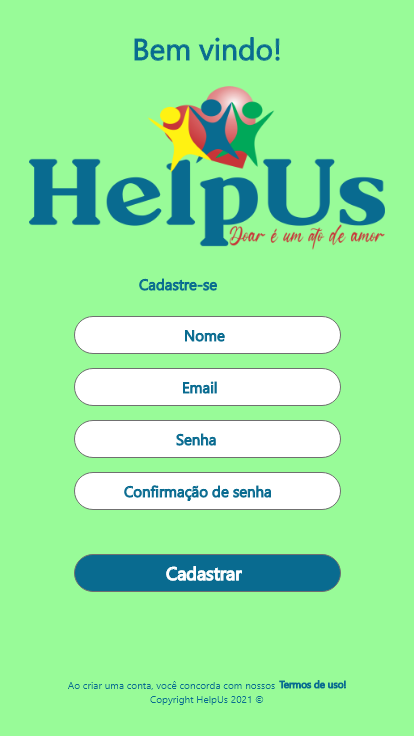 Bem vindo!
HelpUs
Doar é um ato de amor
Cadastre-se
Nome
Email
Senha
Confirmação de senha
Cadastrar
Ao criar uma conta, você concorda com nossos Termos de uso!
Copyright HelpUs 2021 ©